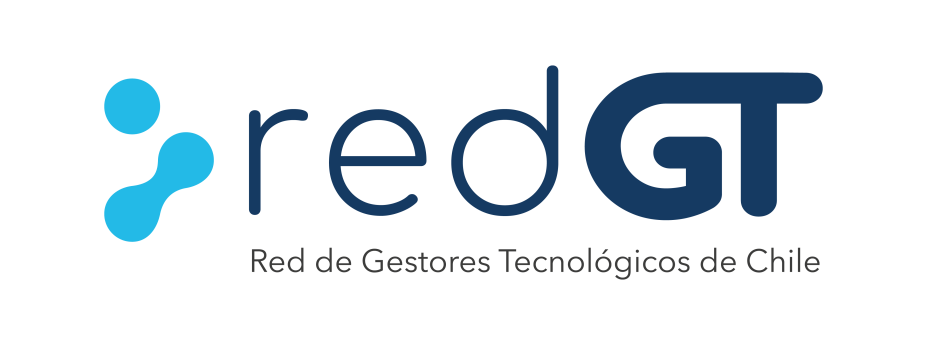 redGT
Red de Gestores Tecnológicos de Chile